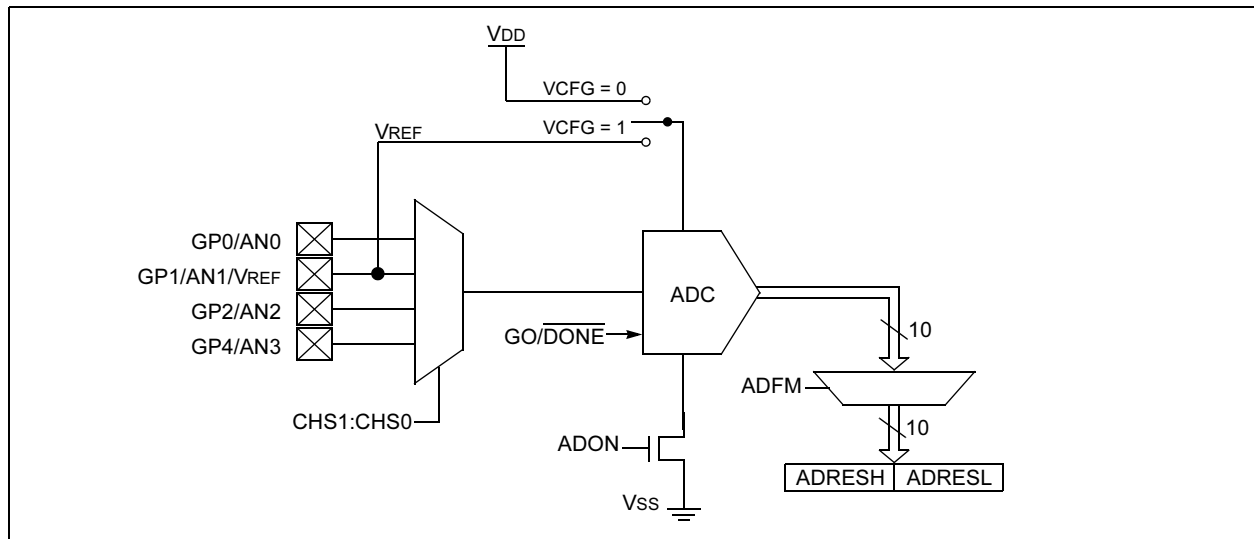 VDD
VCFG = 0
VCFG = 1
VREF
GP0/AN0
GP1/AN1/VREF
GP2/AN2
GP4/AN3
ADC
GO/DONE
10
ADFM
CHS1:CHS0
10
ADON
ADRESH ADRESL
VSS